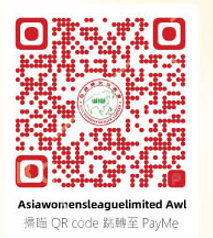 Asiawomensleaguelimited Awl
掃瞄 QR code 跳轉至 PayMe